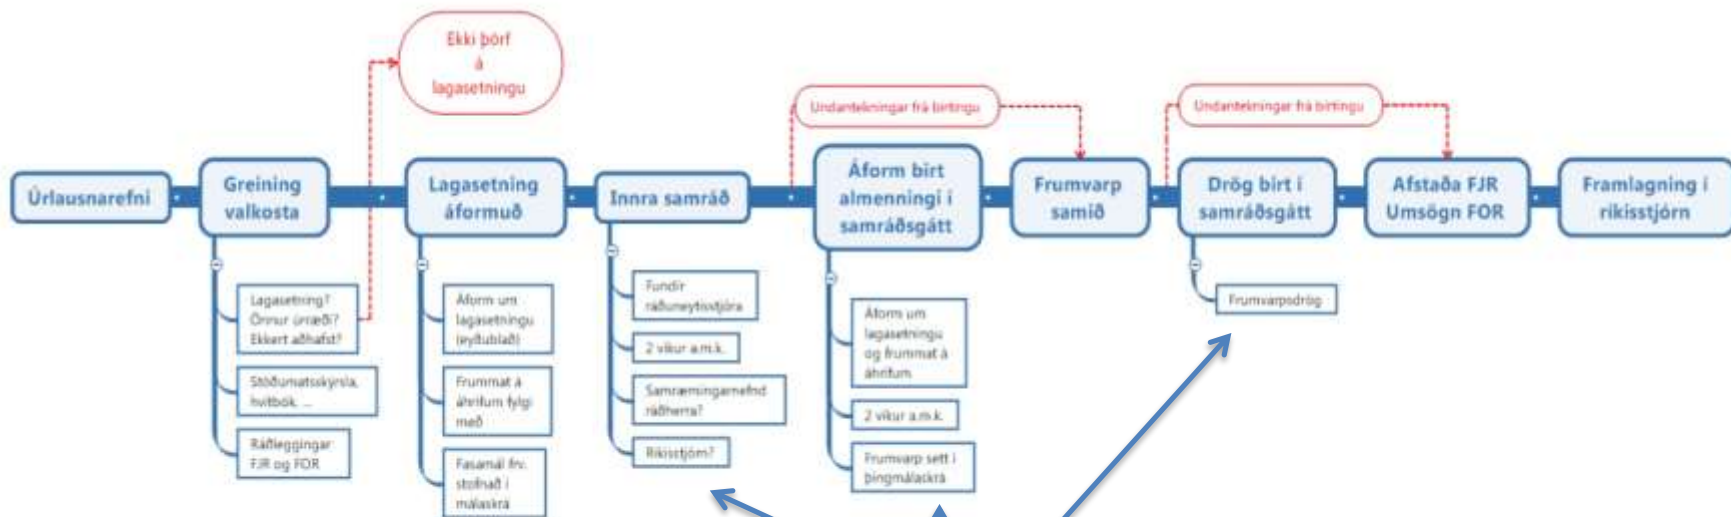 Ekki þörf
á
lagasetningu
Undantekningar frá birtingu
Undantekningar frá birtingu
Úrlausnarefni
Greining
valkosta
Lagasetning
áformuð
Innra samráð
Áform birt
almenningi í
samráðsgátt
Frumvarp
samið
Drög birt í
samráðsgátt
Afstaða FJR
Umsögn FOR
Framlagning í
ríkisstjórn
Lagasetning?
Önnur úrræði?
Ekkert aðhafst?
Stöðumatsskýrsla,
hvítbók, ...
Ráðleggingar
FJR og FOR
Áform um
lagasetningu
(eyðublað)
Frummat á
áhrifum fylgi
með
Fasamál frv.
stofnað í
málaskrá
Fundir
ráðuneytisstjóra
2 vikur a.m.k.
Samræmingarnefnd
ráðherra?
Ríkisstjórn?
Áform um
lagasetningu
og frummat á
áhrifum
2 vikur a.m.k.
Frumvarp sett í
þingmálaskrá
Frumvarpsdrög